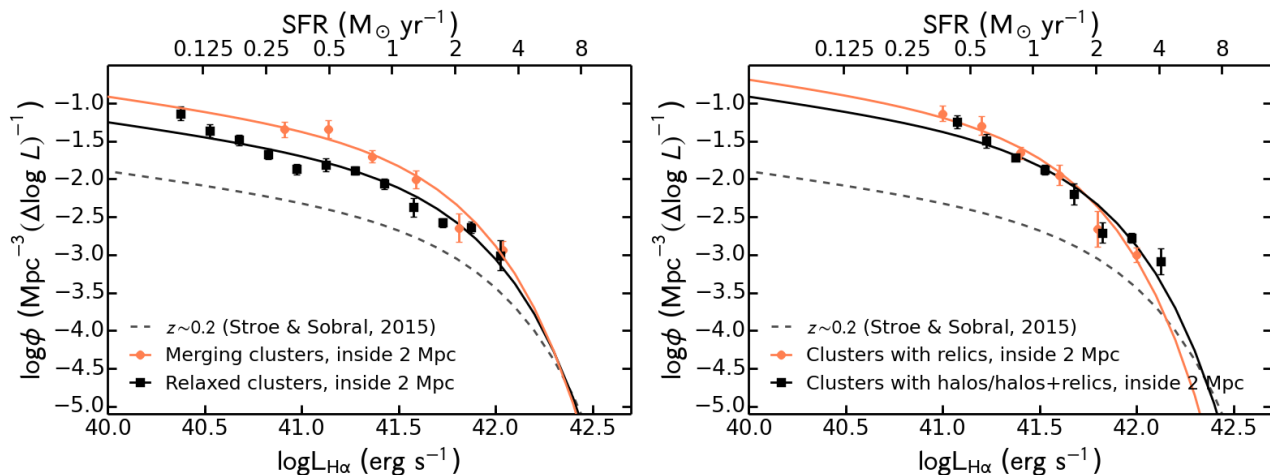 SFR (M⊙ yr⁻¹)
0.125 0.25 0.5 1 2 4 8
logϕ (Mpc⁻³(Δlog L)⁻¹)
−1.0
−1.5
−2.0
−2.5
−3.0
−3.5
−4.0
−4.5
−5.0
z~0.2 (Stroe & Sobral, 2015)
Merging clusters, inside 2 Mpc
Relaxed clusters, inside 2 Mpc
40.0 40.5 41.0 41.5 42.0 42.5
logL_Hα (erg s⁻¹)
SFR (M⊙ yr⁻¹)
0.125 0.25 0.5 1 2 4 8
logϕ (Mpc⁻³(Δlog L)⁻¹)
−1.0
−1.5
−2.0
−2.5
−3.0
−3.5
−4.0
−4.5
−5.0
z~0.2 (Stroe & Sobral, 2015)
Clusters with relics, inside 2 Mpc
Clusters with halos/halos+relics, inside 2 Mpc
40.0 40.5 41.0 41.5 42.0 42.5
logL_Hα (erg s⁻¹)